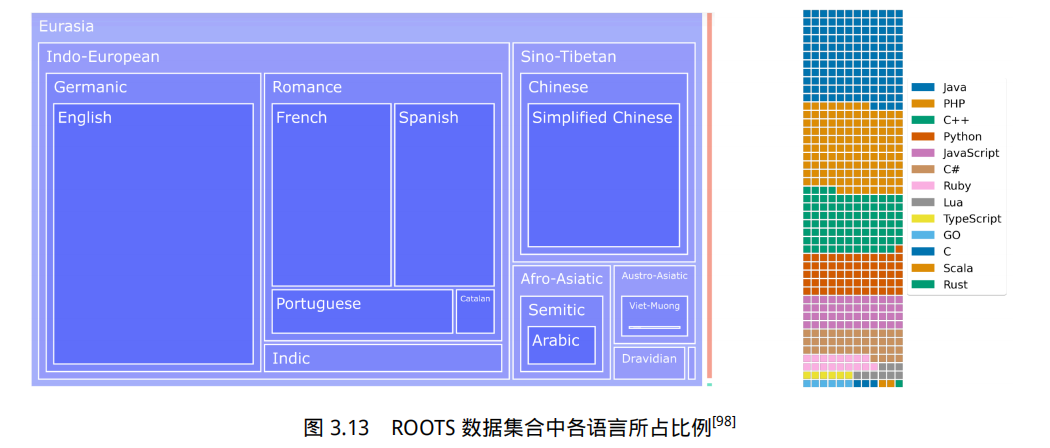 Eurasia
Indo-European
Germanic
English
Romance
French
Spanish
Portuguese
Catalan
Indic
Sino-Tibetan
Chinese
Simplified Chinese
Afro-Asiatic
Semitic
Arabic
Austro-Asiatic
Viet-Muong
Dravidian
Java
PHP
C++
Python
JavaScript
C#
Ruby
Lua
TypeScript
GO
C
Scala
Rust
图 3.13 ROOTS 数据集合中各语言所占比例[98]